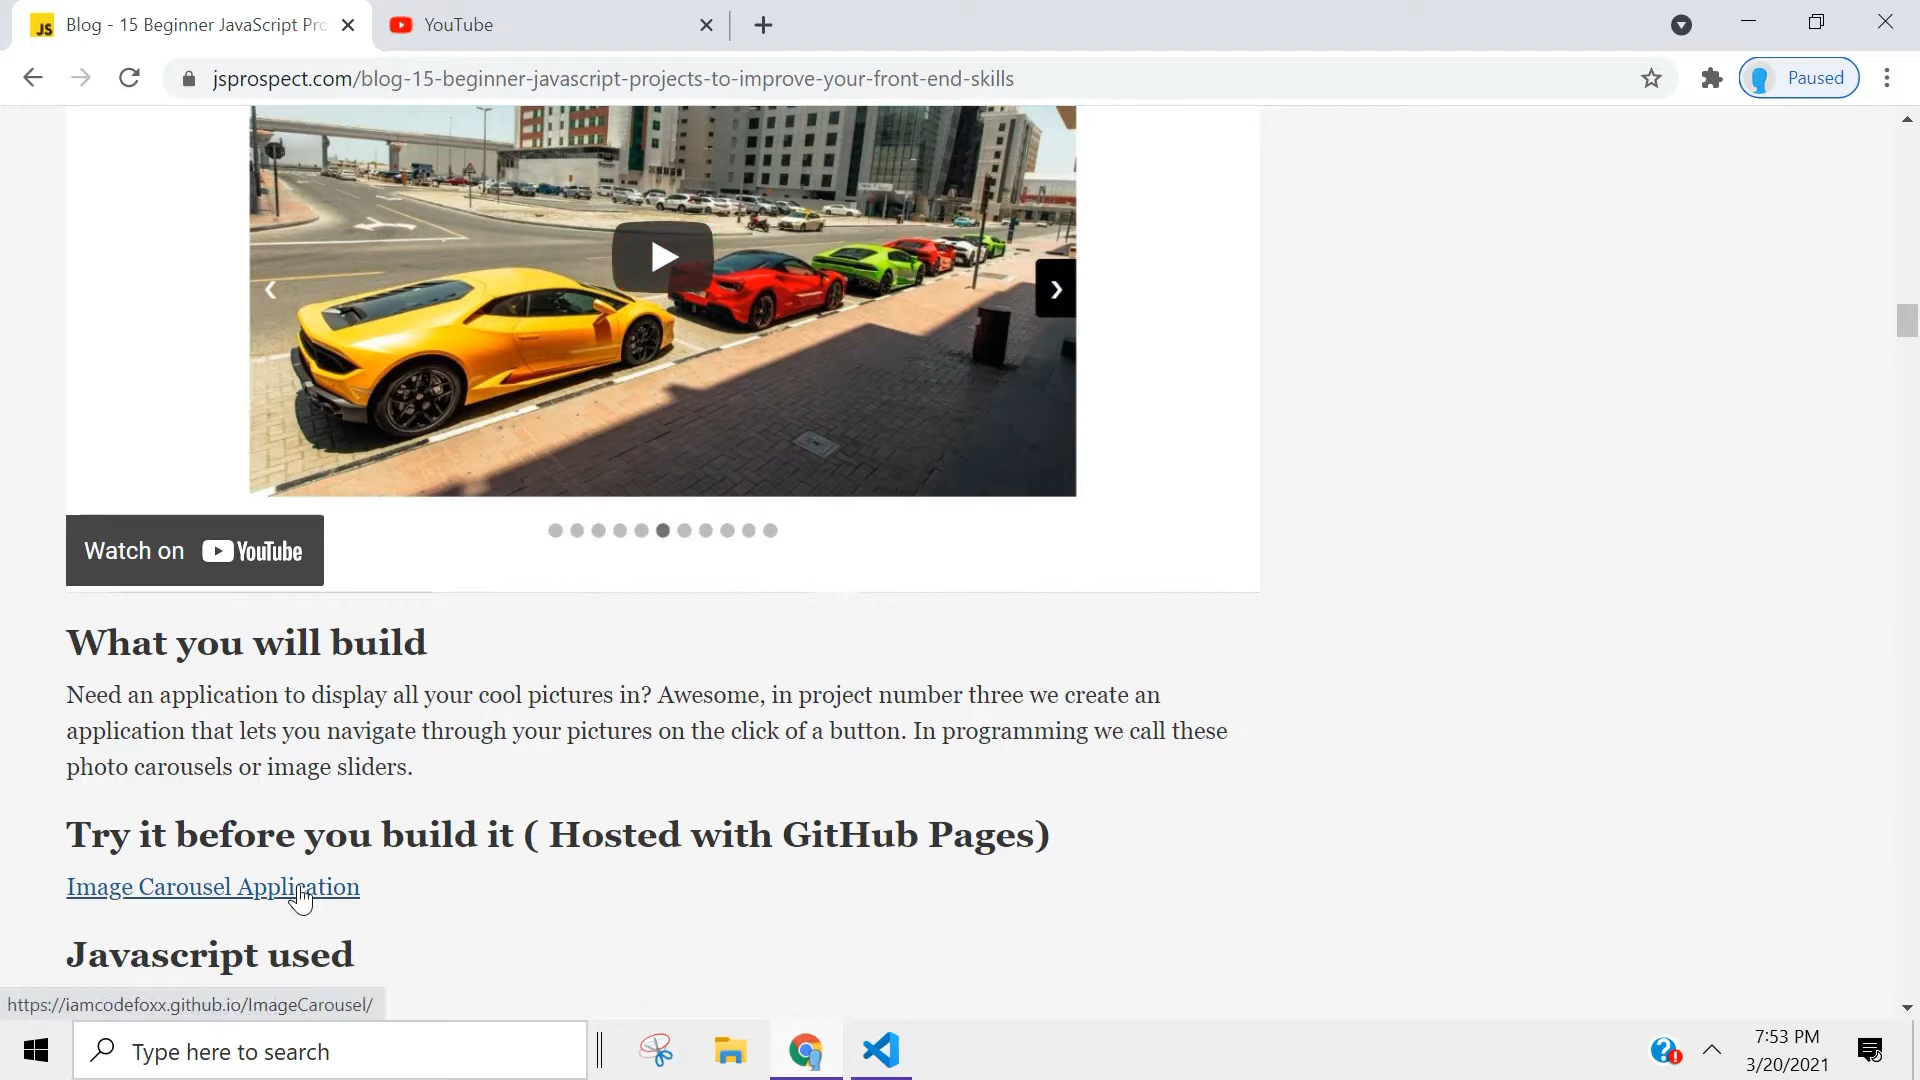 JS Blog - 15 Beginner JavaScript Pro
YouTube
jsprospect.com/blog-15-beginner-javascript-projects-to-improve-your-front-end-skills
Paused
Watch on YouTube
What you will build
Need an application to display all your cool pictures in? Awesome, in project number three we create an
application that lets you navigate through your pictures on the click of a button. In programming we call these
photo carousels or image sliders.
Try it before you build it ( Hosted with GitHub Pages)
Image Carousel Application
Javascript used
https://iamcodefoxx.github.io/ImageCarousel/
Type here to search
7:53 PM
3/20/2021